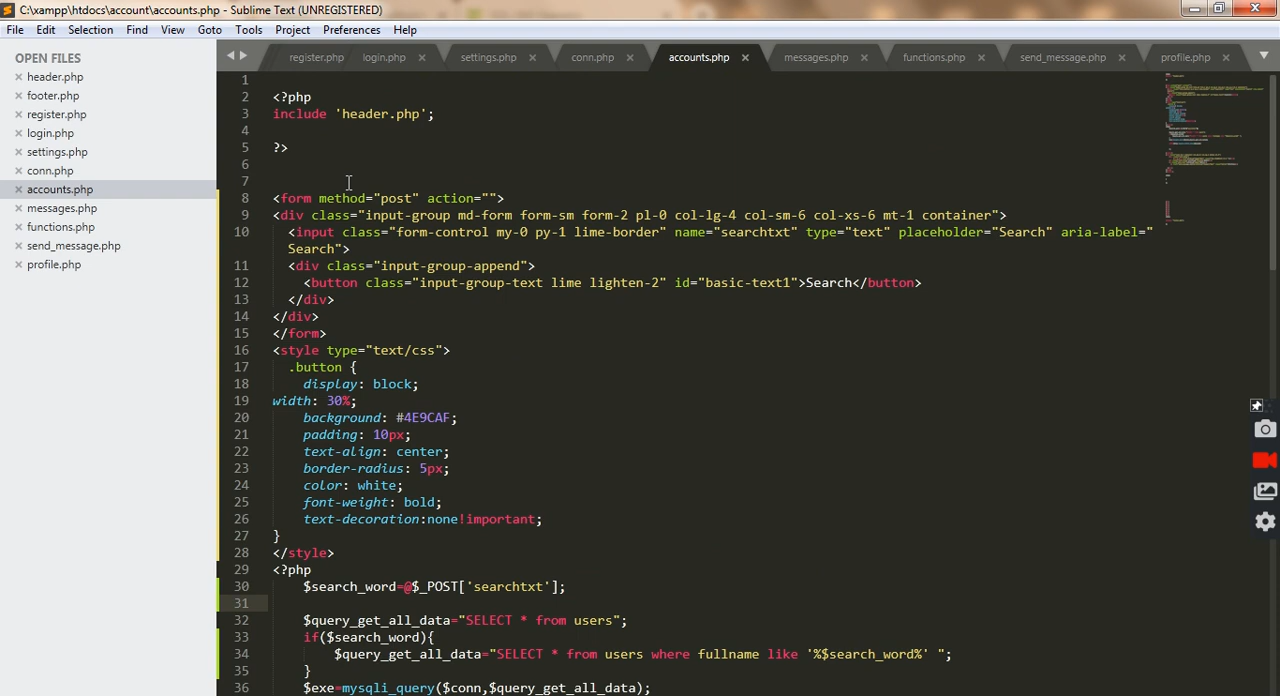 C:\xampp\htdocs\account\accounts.php - Sublime Text (UNREGISTERED)
File Edit Selection Find View Goto Tools Project Preferences Help
OPEN FILES
header.php
footer.php
register.php
login.php
settings.php
conn.php
accounts.php
messages.php
functions.php
send_message.php
profile.php
register.php login.php settings.php conn.php accounts.php messages.php functions.php send_message.php profile.php
1
2 <?php
3 include 'header.php';
4
5 ?>
6
7
8 <form method="post" action="">
9 <div class="input-group md-form form-sm form-2 pl-0 col-lg-4 col-sm-6 col-xs-6 mt-1 container">
10 <input class="form-control my-0 py-1 lime-border" name="searchtxt" type="text" placeholder="Search" aria-label="
Search">
11 <div class="input-group-append">
12 <button class="input-group-text lime lighten-2" id="basic-text1">Search</button>
13 </div>
14 </div>
15 </form>
16 <style type="text/css">
17 .button {
18 display: block;
19 width: 30%;
20 background: #4E9CAF;
21 padding: 10px;
22 text-align: center;
23 border-radius: 5px;
24 color: white;
25 font-weight: bold;
26 text-decoration:none!important;
27 }
28 </style>
29 <?php
30 $search_word=@$_POST['searchtxt'];
31
32 $query_get_all_data="SELECT * from users";
33 if($search_word){
34 $query_get_all_data="SELECT * from users where fullname like '%$search_word%' ";
35 }
36 $exe=mysqli_query($conn,$query_get_all_data);